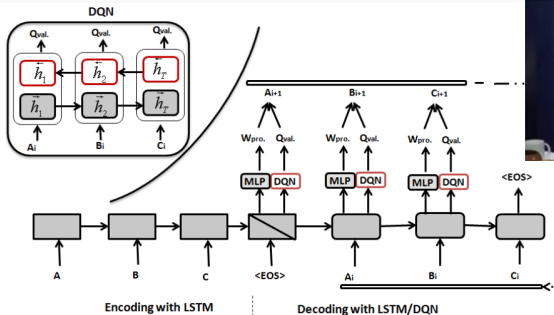 DQN
Qval. Qval. Qval.
h1 h2 hT
h1 h2 hT
Ai Bi Ci
Ai+1 Bi+1 Ci+1
Wpro. Qval. Wpro. Qval. Wpro. Qval.
MLP DQN MLP DQN MLP DQN
<EOS>
A B C <EOS> Ai Bi Ci
Encoding with LSTM Decoding with LSTM/DQN